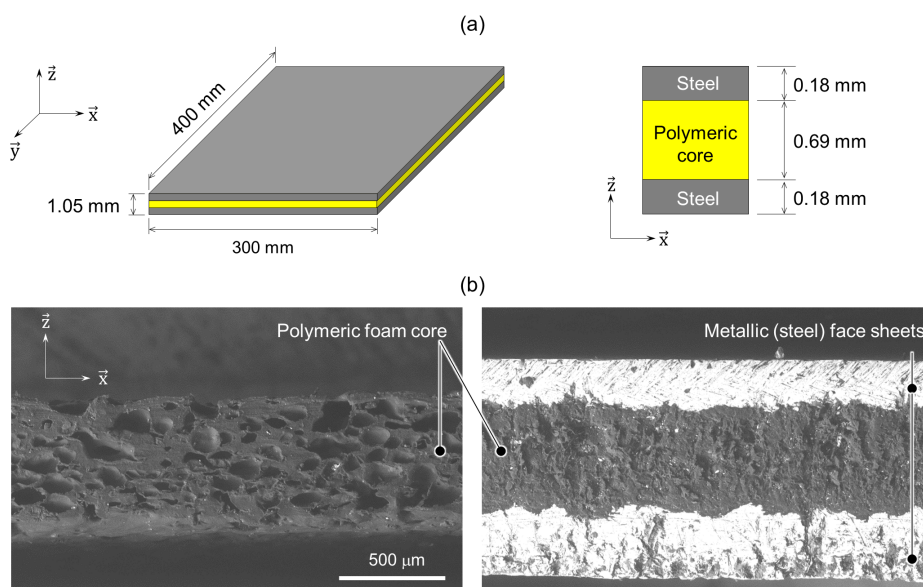 (a)
z⃗
x⃗
y⃗
400 mm
1.05 mm
300 mm
Steel
Polymeric
core
Steel
0.18 mm
0.69 mm
0.18 mm
z⃗
x⃗
(b)
z⃗
x⃗
Polymeric foam core
500 μm
Metallic (steel) face sheets